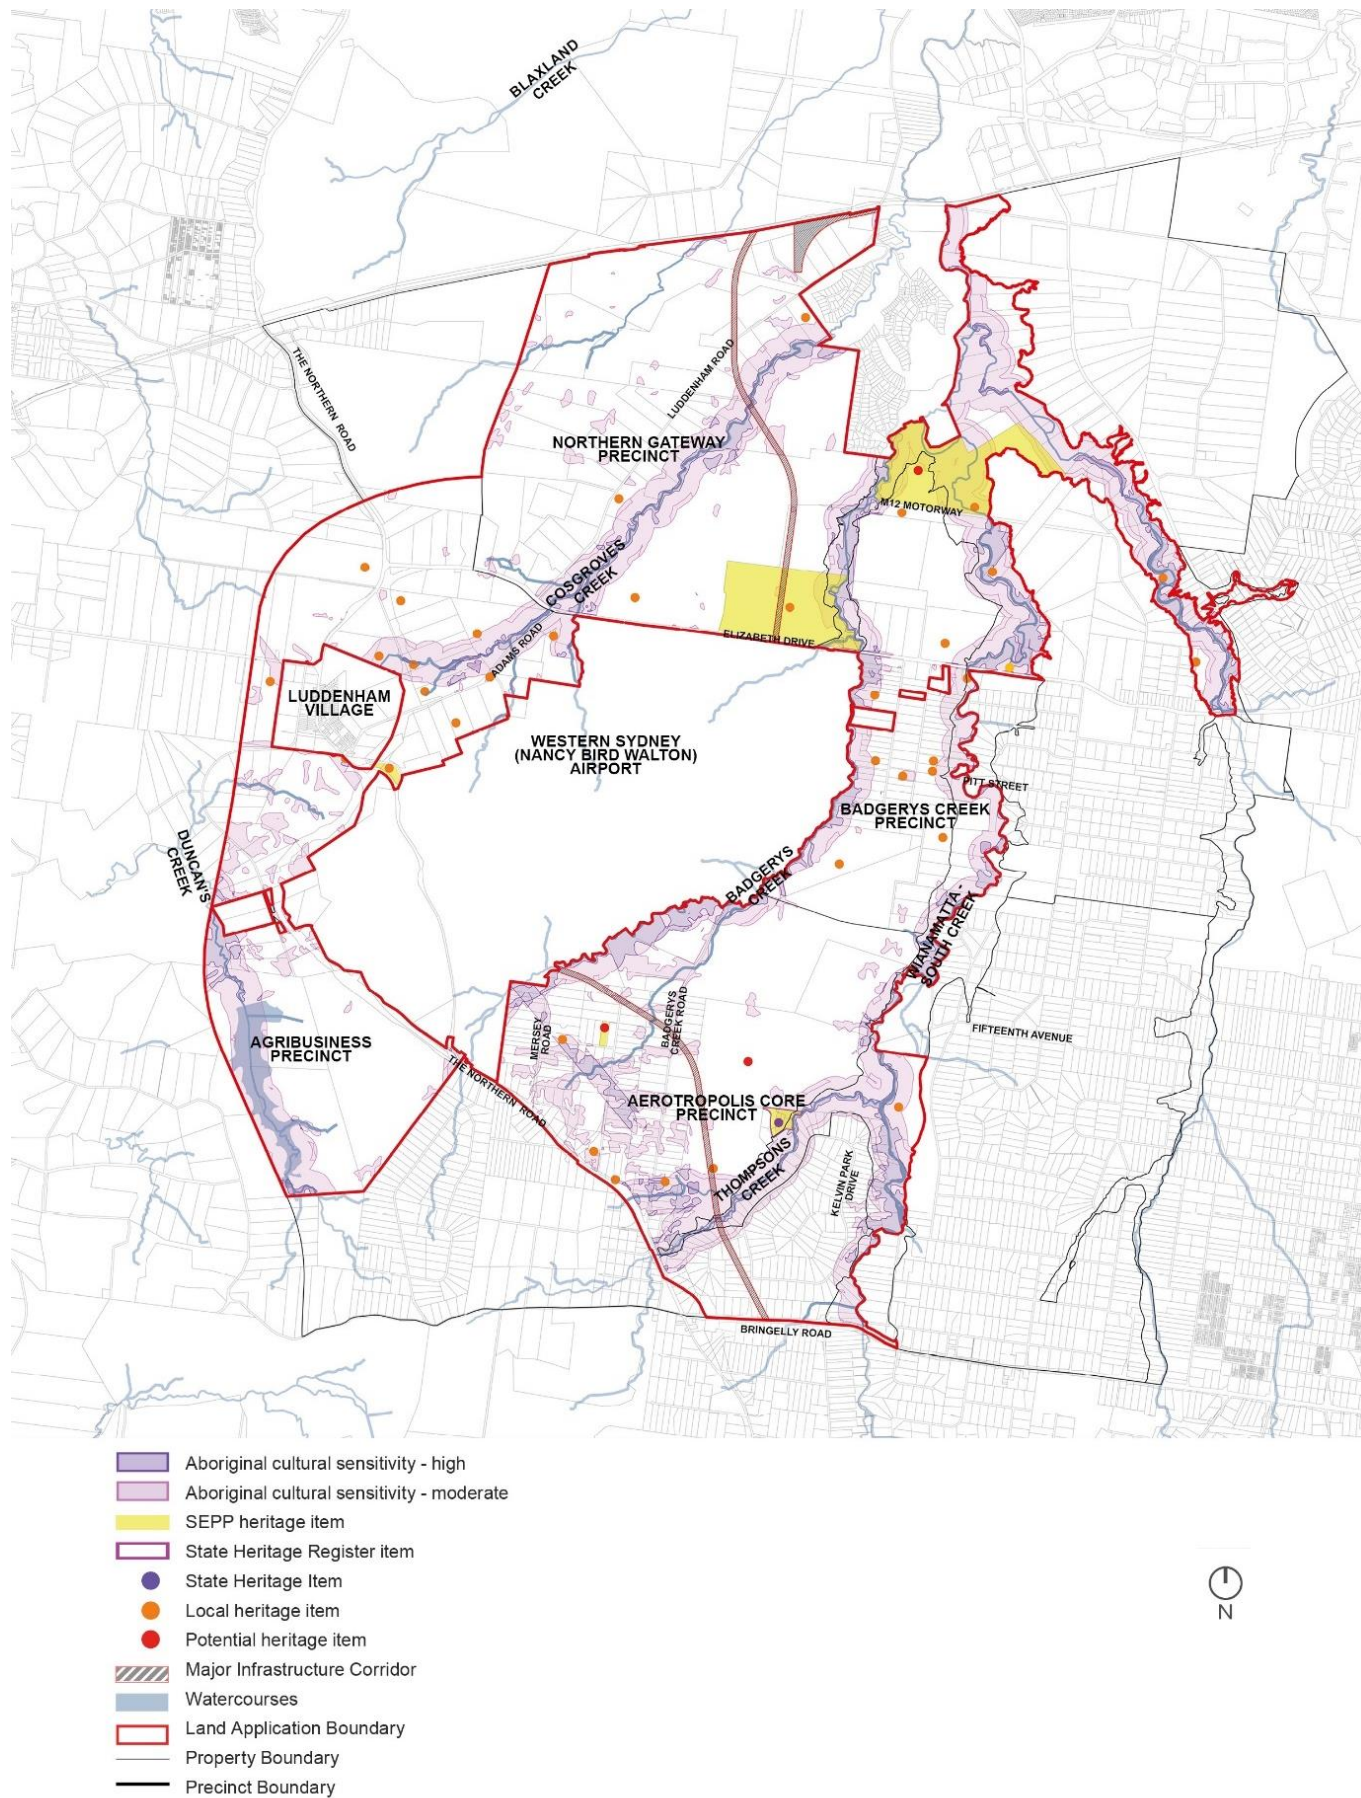 BLAXLAND
CREEK
THE NORTHERN ROAD
LUDDENHAM ROAD
NORTHERN GATEWAY
PRECINCT
M12 MOTORWAY
COSGROVES
CREEK
ELIZABETH DRIVE
ADAMS ROAD
LUDDENHAM
VILLAGE
WESTERN SYDNEY
(NANCY BIRD WALTON)
AIRPORT
PITT STREET
BADGERYS CREEK
PRECINCT
DUNCAN'S
CREEK
BADGERYS
CREEK
WIANAMATTA -
SOUTH CREEK
MERSEY
ROAD
BADGERYS
CREEK ROAD
FIFTEENTH AVENUE
AGRIBUSINESS
PRECINCT
THE NORTHERN ROAD
AEROTROPOLIS CORE
PRECINCT
THOMPSONS
CREEK
KELVIN PARK
DRIVE
BRINGELLY ROAD
Aboriginal cultural sensitivity - high
Aboriginal cultural sensitivity - moderate
SEPP heritage item
State Heritage Register item
State Heritage Item
Local heritage item
Potential heritage item
Major Infrastructure Corridor
Watercourses
Land Application Boundary
Property Boundary
Precinct Boundary
N